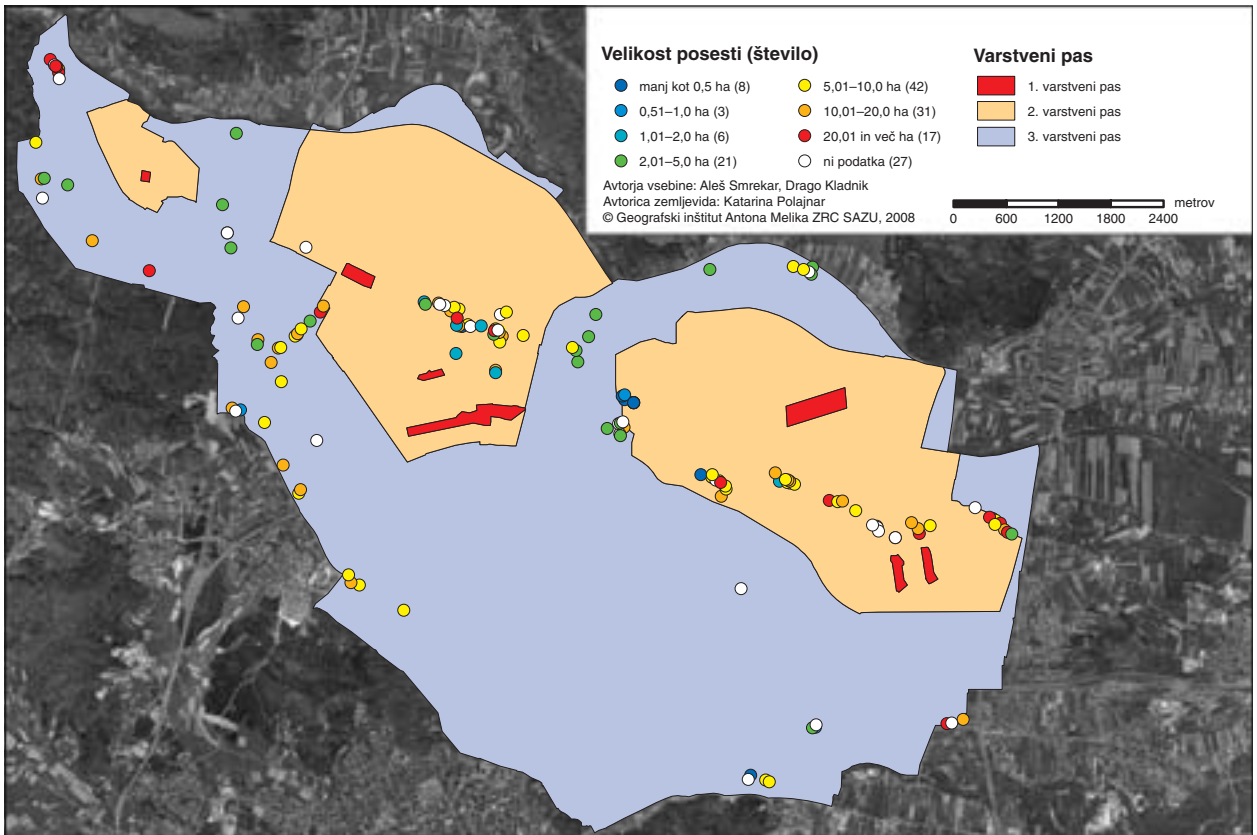 Velikost posesti (število)
manj kot 0,5 ha (8)
0,51–1,0 ha (3)
1,01–2,0 ha (6)
2,01–5,0 ha (21)
5,01–10,0 ha (42)
10,01–20,0 ha (31)
20,01 in več ha (17)
ni podatka (27)
Varstveni pas
1. varstveni pas
2. varstveni pas
3. varstveni pas
Avtorja vsebine: Aleš Smrekar, Drago Kladnik
Avtorica zemljevida: Katarina Polajnar
© Geografski inštitut Antona Melika ZRC SAZU, 2008
metrov
0 600 1200 1800 2400